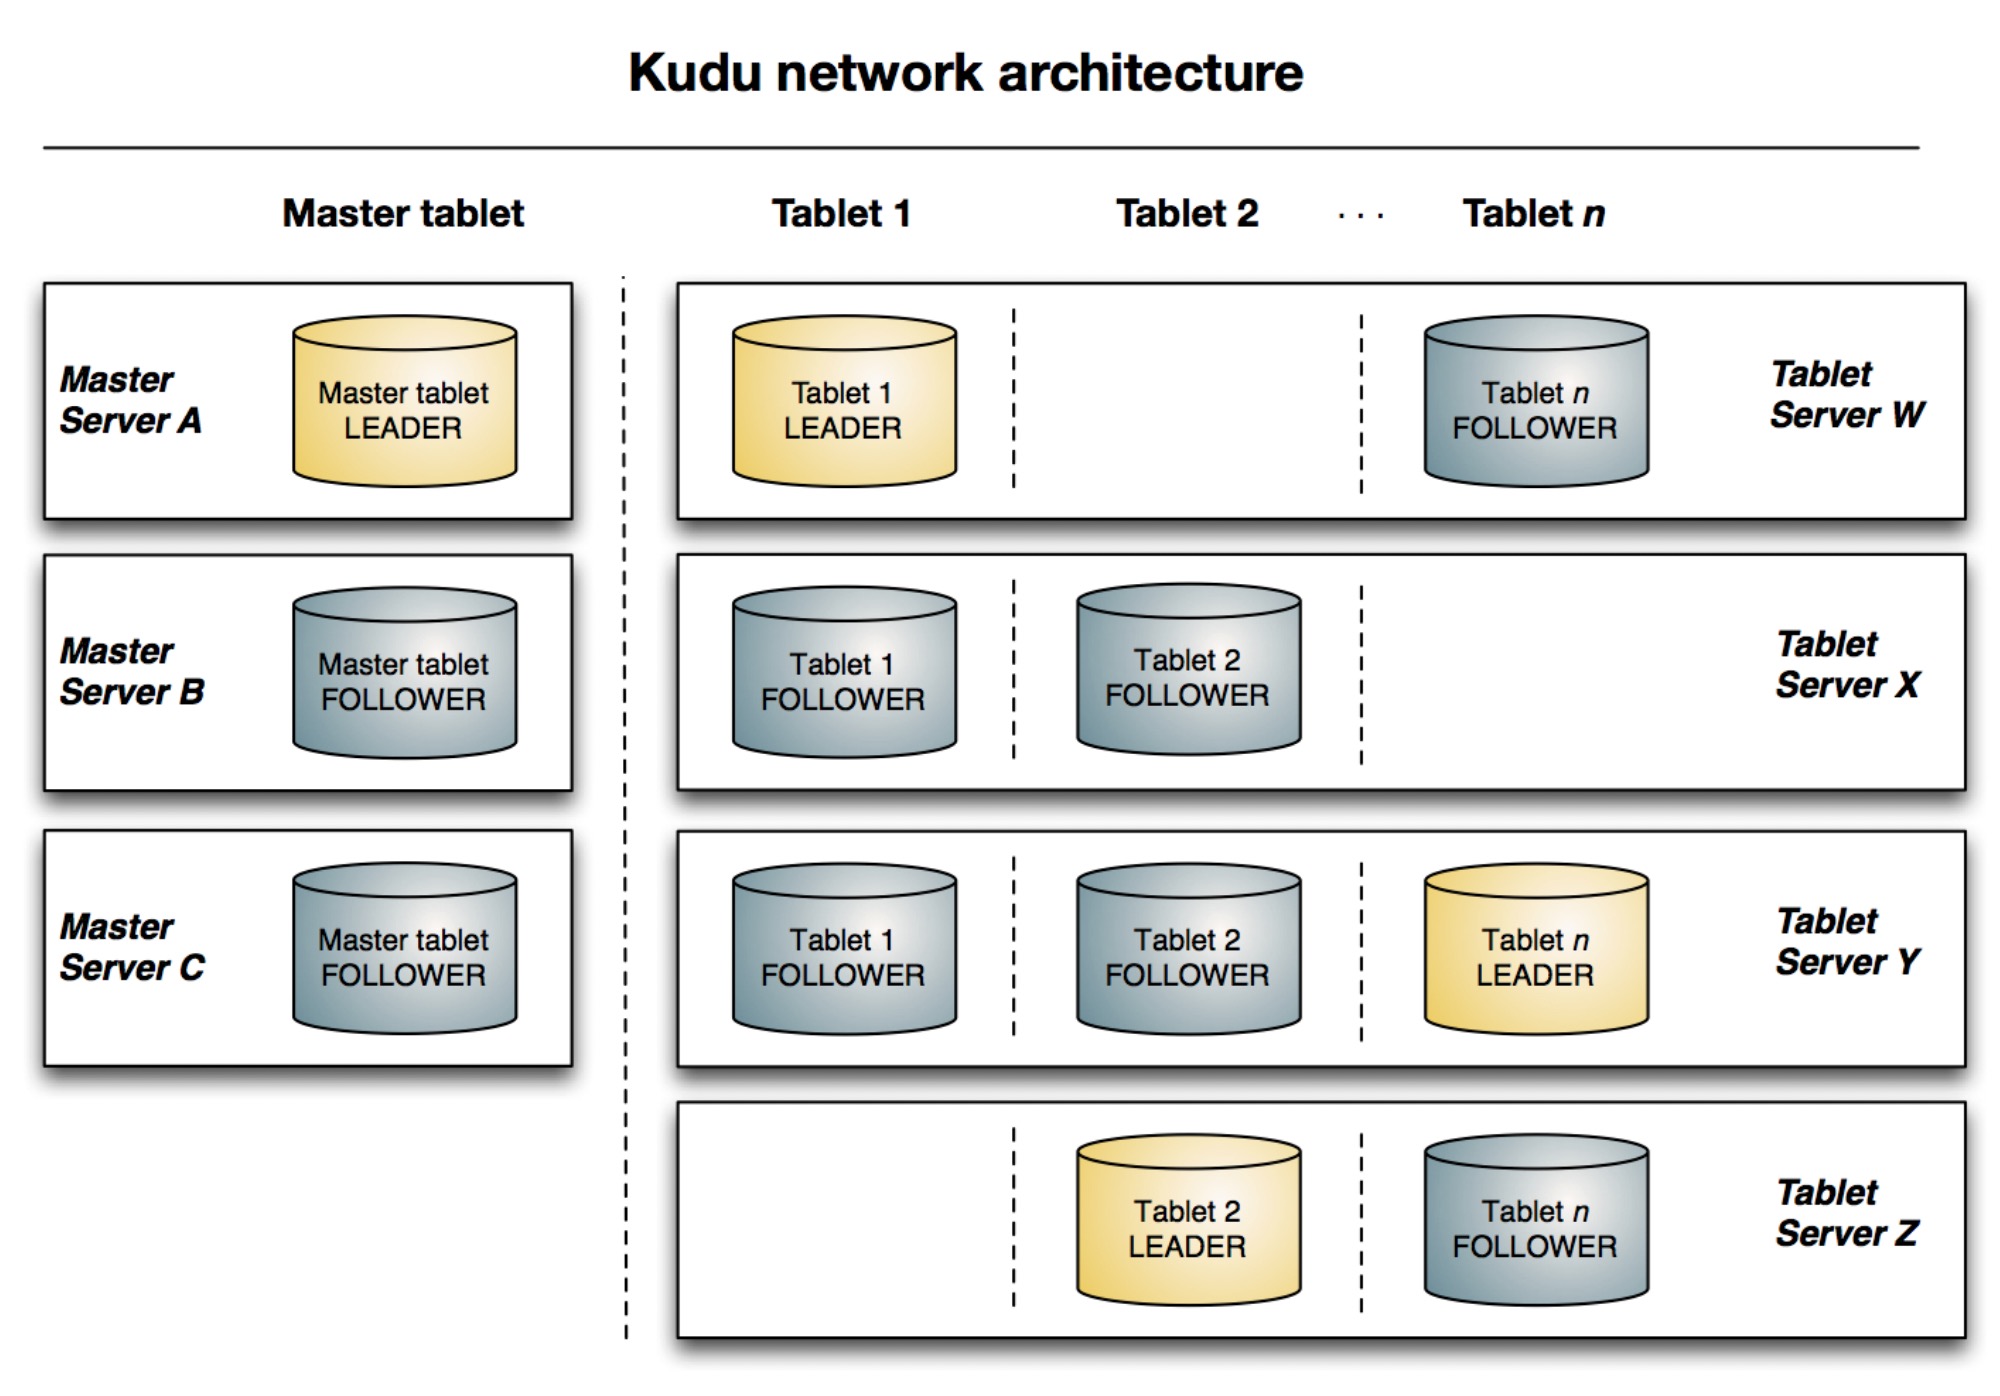 Kudu network architecture
Master tablet
Tablet 1
Tablet 2
. . .
Tablet n
Master
Server A
Master tablet
LEADER
Tablet 1
LEADER
Tablet n
FOLLOWER
Tablet
Server W
Master
Server B
Master tablet
FOLLOWER
Tablet 1
FOLLOWER
Tablet 2
FOLLOWER
Tablet
Server X
Master
Server C
Master tablet
FOLLOWER
Tablet 1
FOLLOWER
Tablet 2
FOLLOWER
Tablet n
LEADER
Tablet
Server Y
Tablet 2
LEADER
Tablet n
FOLLOWER
Tablet
Server Z